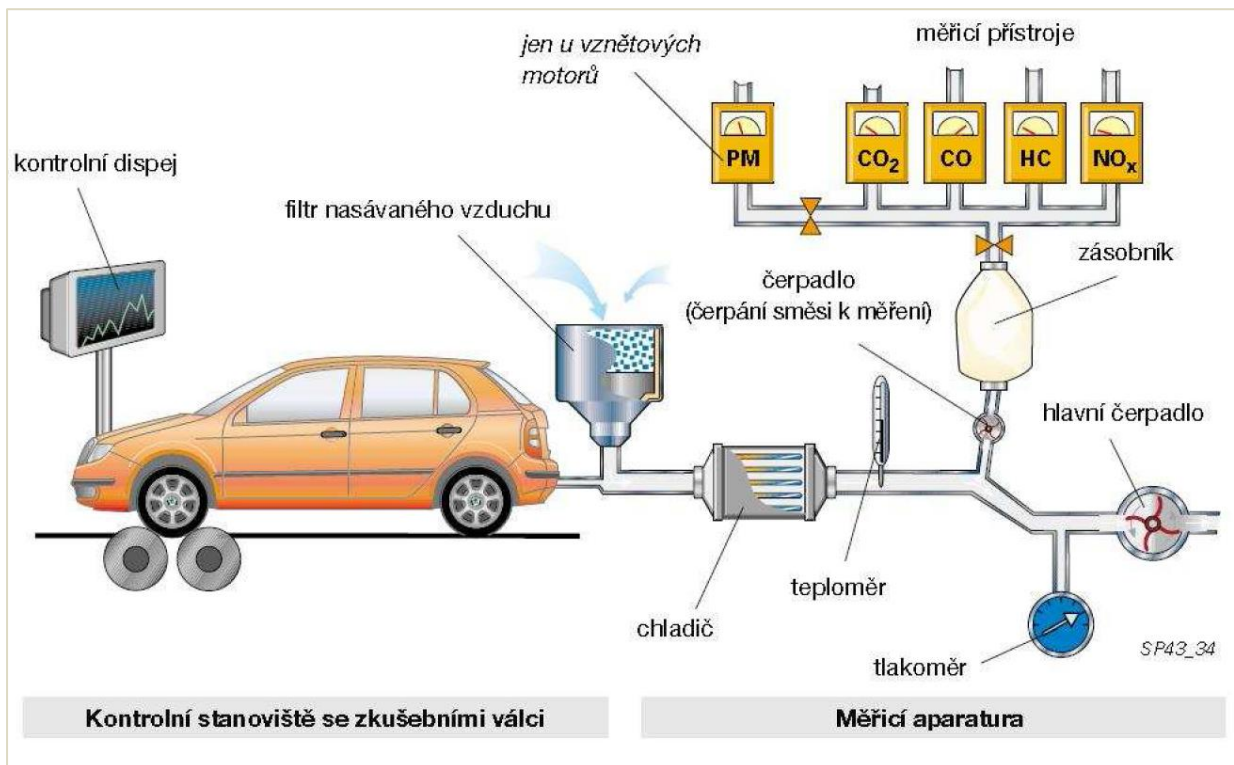 jen u vznětových
motorů
měřicí přístroje
PM
CO₂
CO
HC
NOₓ
kontrolní dispej
filtr nasávaného vzduchu
zásobník
čerpadlo
(čerpání směsi k měření)
hlavní čerpadlo
teploměr
chladič
tlakoměr
SP43_34
Kontrolní stanoviště se zkušebními válci
Měřicí aparatura